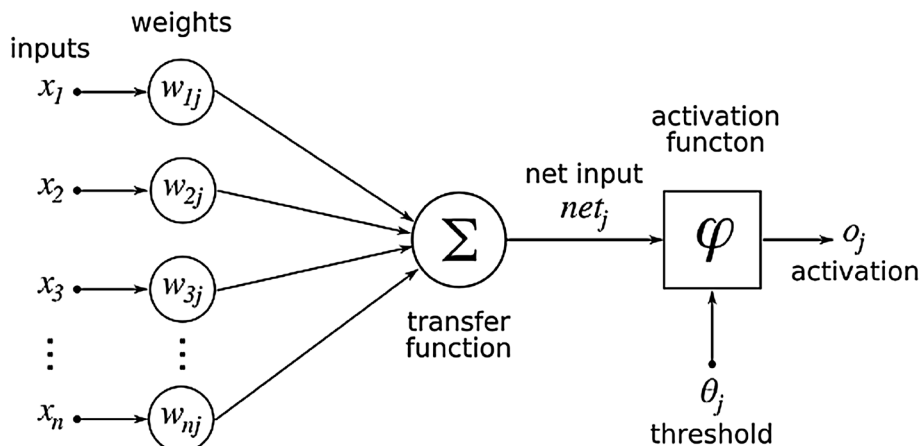 weights
inputs
x1
w1j
x2
w2j
x3
w3j
⋮
⋮
xn
wnj
Σ
transfer
function
net input
netj
activation
functon
φ
oj
activation
θj
threshold